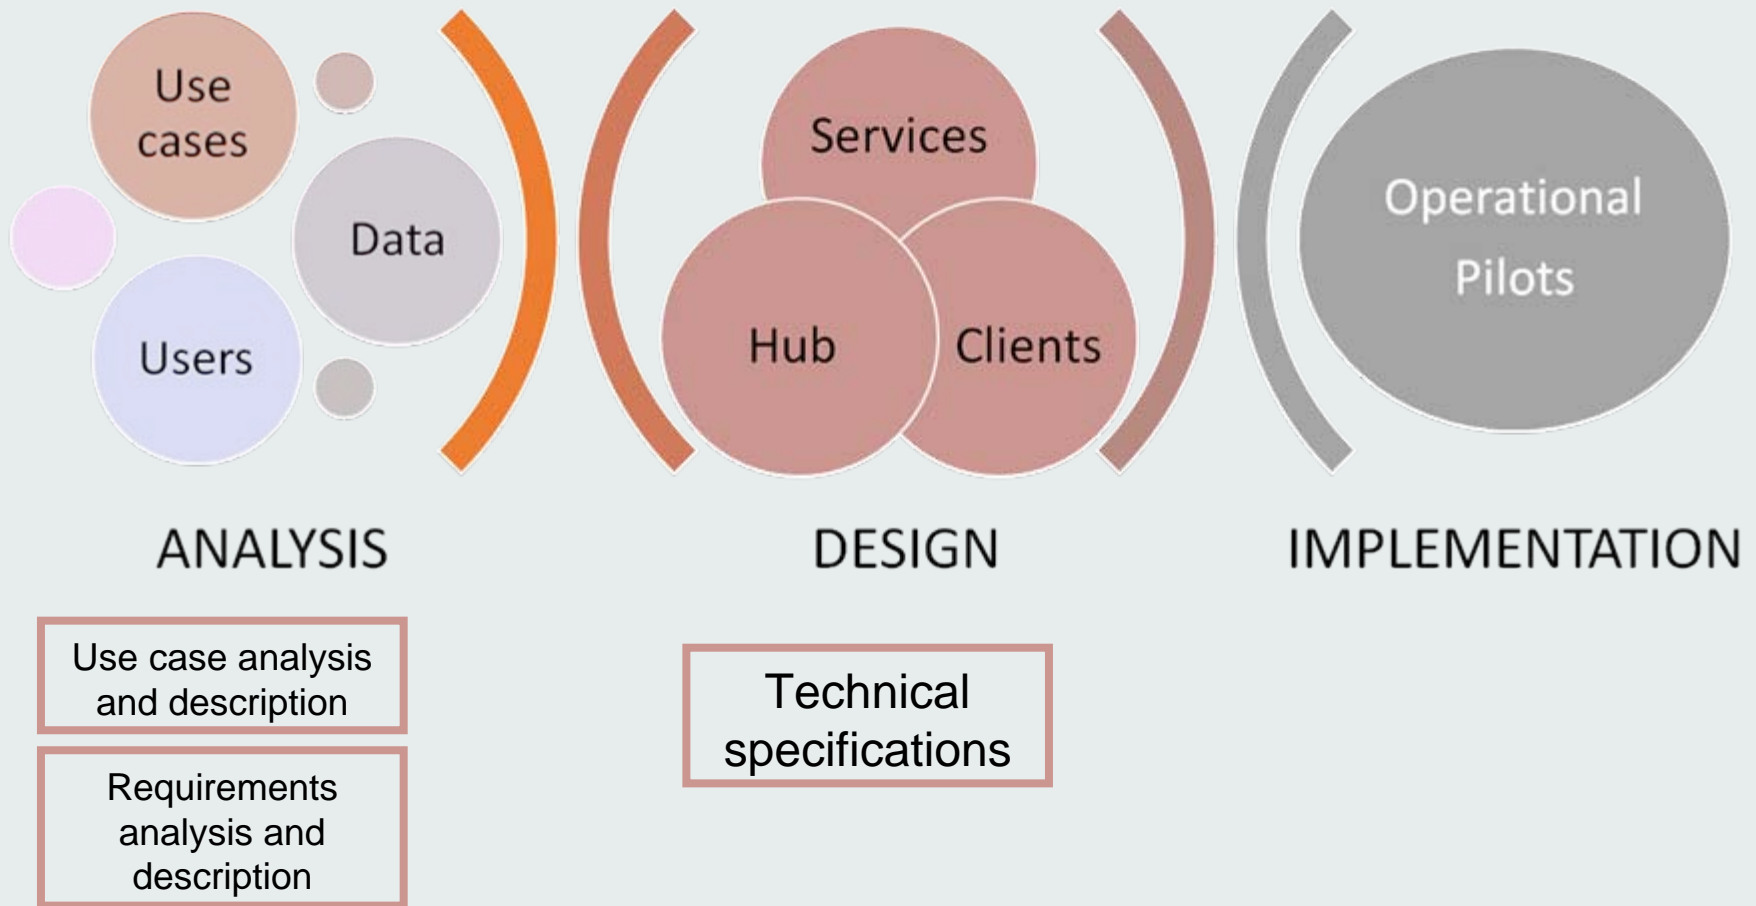 Use
cases
Data
Users
Services
Hub
Clients
Operational
Pilots
ANALYSIS
DESIGN
IMPLEMENTATION
Use case analysis
and description
Requirements
analysis and
description
Technical
specifications